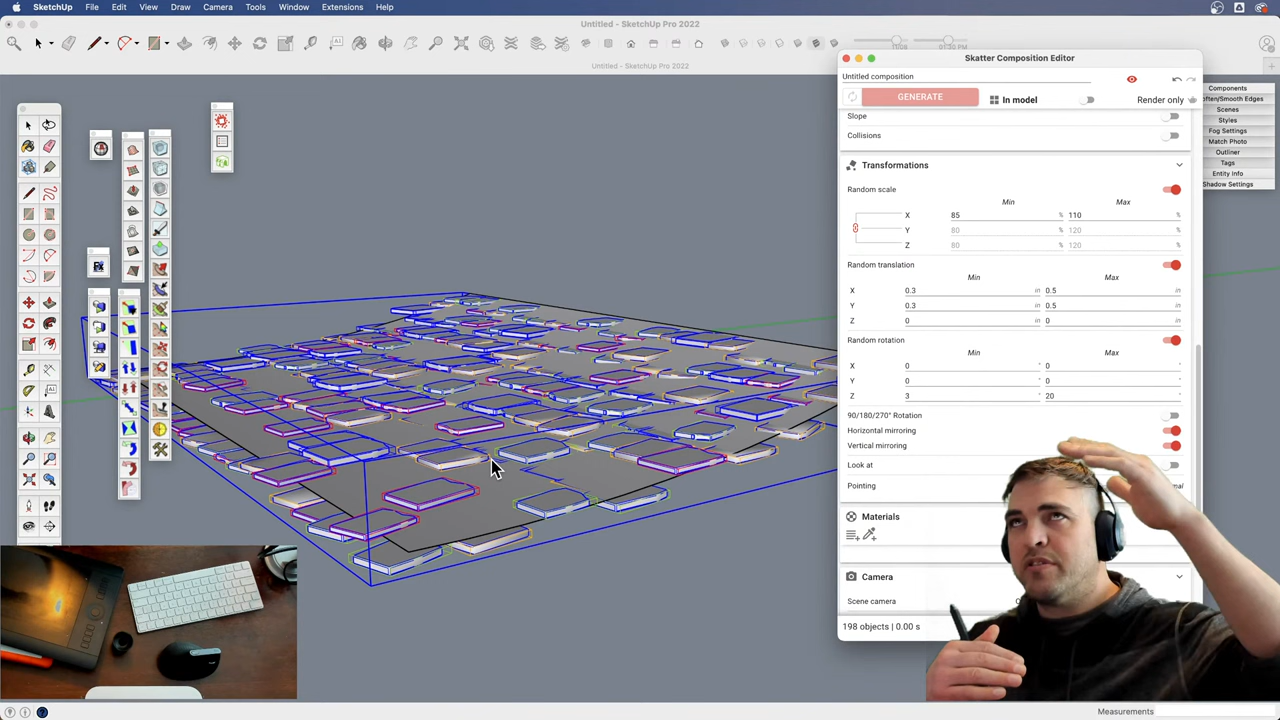 SketchUp File Edit View Draw Camera Tools Window Extensions Help
Untitled - SketchUp Pro 2022
Untitled - SketchUp Pro 2022
Skatter Composition Editor
Untitled composition
GENERATE
In model
Render only
Slope
Collisions
Transformations
Random scale
Min Max
X 85 % 110 %
Y 80 % 120 %
Z 80 % 120 %
Random translation
Min Max
X 0.3 in 0.5 in
Y 0.3 in 0.5 in
Z 0 in 0 in
Random rotation
Min Max
X 0 ° 0 °
Y 0 ° 0 °
Z 3 ° 20 °
90/180/270° Rotation
Horizontal mirroring
Vertical mirroring
Look at
Pointing
Materials
Camera
Scene camera
198 objects | 0.00 s
Components
Soften/Smooth Edges
Scenes
Styles
Fog Settings
Match Photo
Outliner
Tags
Entity Info
Shadow Settings
Measurements